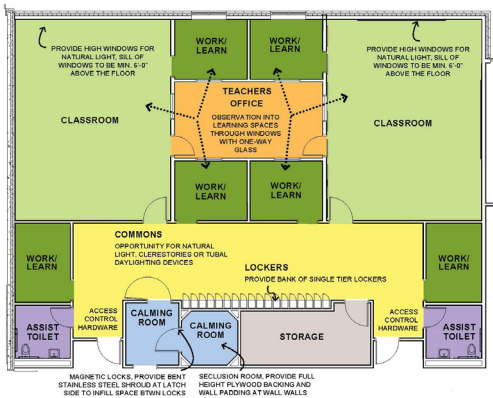 PROVIDE HIGH WINDOWS FOR
NATURAL LIGHT, SILL OF
WINDOWS TO BE MIN. 6'-0"
ABOVE THE FLOOR
WORK/
LEARN
WORK/
LEARN
PROVIDE HIGH WINDOWS FOR
NATURAL LIGHT, SILL OF
WINDOWS TO BE MIN. 6'-0"
ABOVE THE FLOOR
CLASSROOM
TEACHERS
OFFICE
OBSERVATION INTO
LEARNING SPACES
THROUGH WINDOWS
WITH ONE-WAY
GLASS
CLASSROOM
WORK/
LEARN
WORK/
LEARN
COMMONS
OPPORTUNITY FOR NATURAL
LIGHT, CLERESTORIES OR TUBAL
DAYLIGHTING DEVICES
WORK/
LEARN
LOCKERS
PROVIDE BANK OF SINGLE TIER LOCKERS
WORK/
LEARN
ACCESS
CONTROL
HARDWARE
CALMING
ROOM
CALMING
ROOM
STORAGE
ACCESS
CONTROL
HARDWARE
ASSIST
TOILET
ASSIST
TOILET
MAGNETIC LOCKS, PROVIDE BENT
STAINLESS STEEL SHROUD AT LATCH
SIDE TO INFILL SPACE BTWN LOCKS
SECLUSION ROOM, PROVIDE FULL
HEIGHT PLYWOOD BACKING AND
WALL PADDING AT WALL WALLS